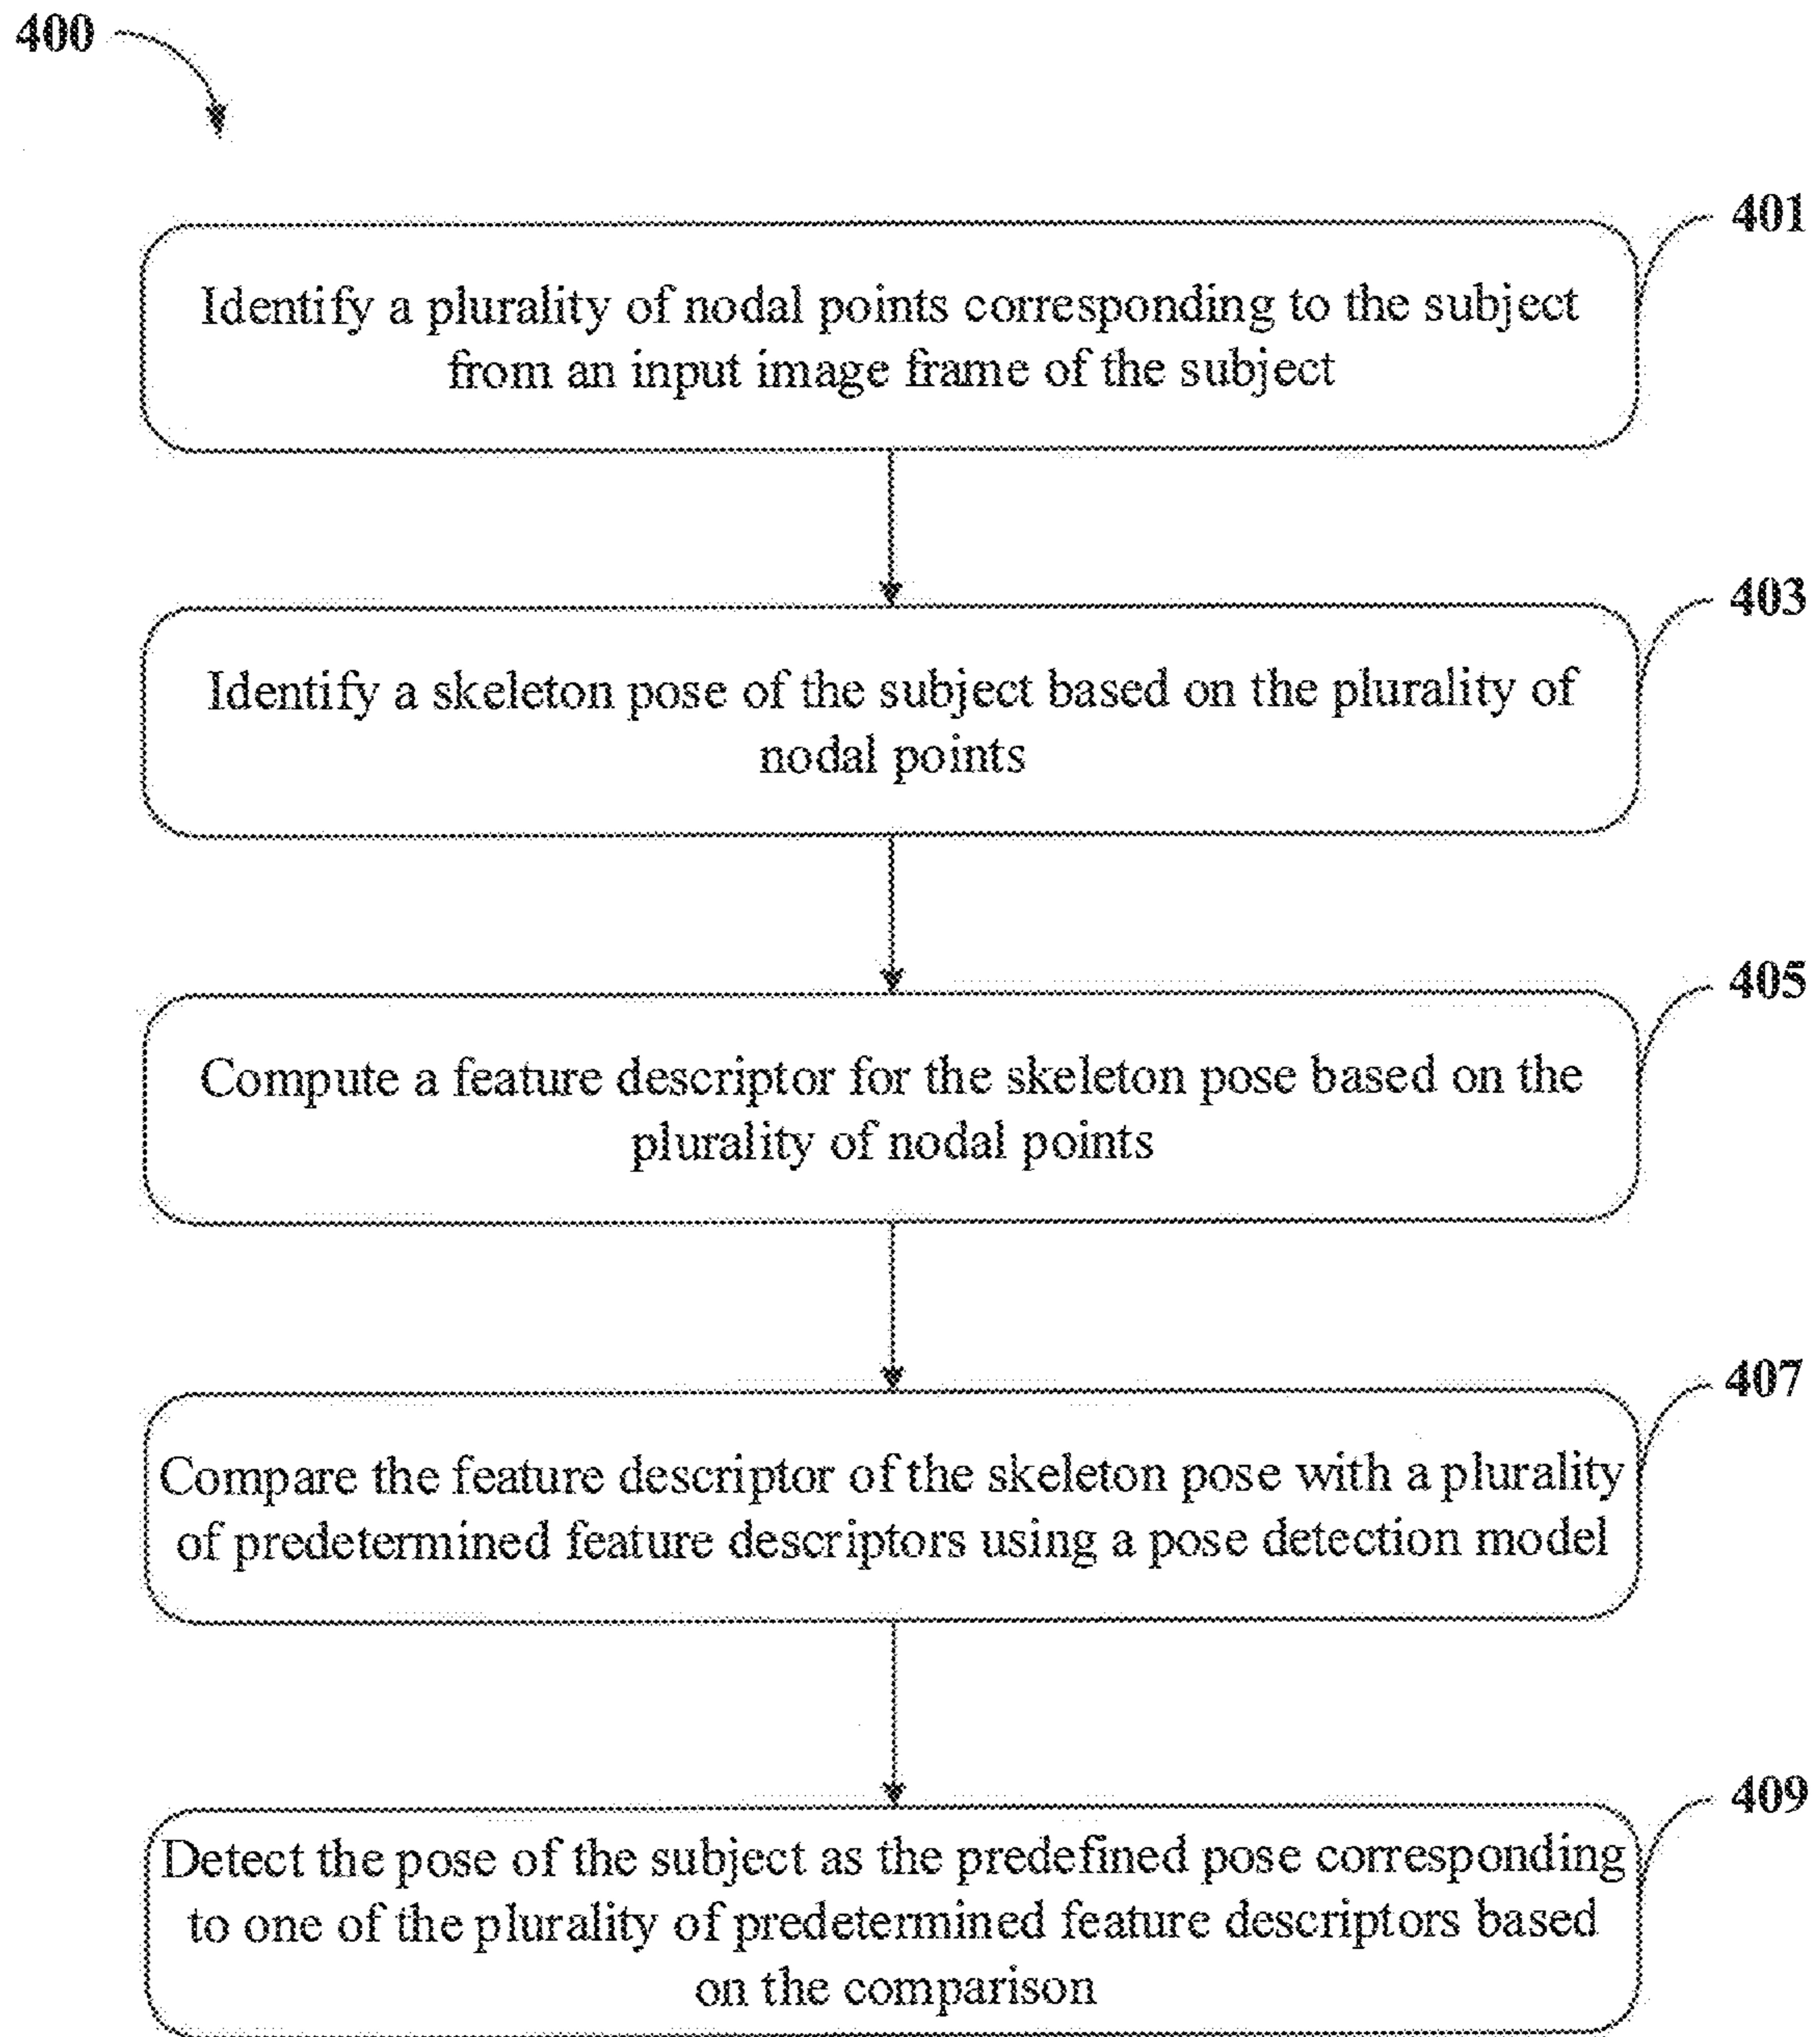 400
401
Identify a plurality of nodal points corresponding to the subject
from an input image frame of the subject
403
Identify a skeleton pose of the subject based on the plurality of
nodal points
405
Compute a feature descriptor for the skeleton pose based on the
plurality of nodal points
407
Compare the feature descriptor of the skeleton pose with a plurality
of predetermined feature descriptors using a pose detection model
409
Detect the pose of the subject as the predefined pose corresponding
to one of the plurality of predetermined feature descriptors based
on the comparison